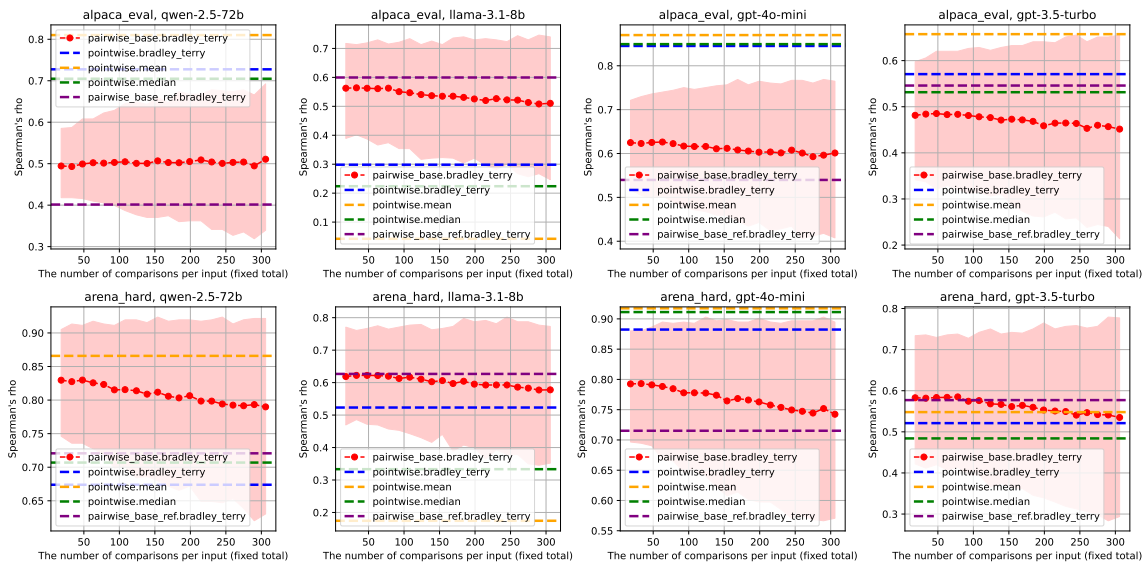 alpaca_eval, qwen-2.5-72b
Spearman's rho
0.8
0.7
0.6
0.5
0.4
0.3
pairwise_base.bradley_terry
pointwise.bradley_terry
pointwise.mean
pointwise.median
pairwise_base_ref.bradley_terry
50 100 150 200 250 300
The number of comparisons per input (fixed total)
alpaca_eval, llama-3.1-8b
Spearman's rho
0.7
0.6
0.5
0.4
0.3
0.2
0.1
pairwise_base.bradley_terry
pointwise.bradley_terry
pointwise.mean
pointwise.median
pairwise_base_ref.bradley_terry
50 100 150 200 250 300
The number of comparisons per input (fixed total)
alpaca_eval, gpt-4o-mini
Spearman's rho
0.8
0.7
0.6
0.5
0.4
pairwise_base.bradley_terry
pointwise.bradley_terry
pointwise.mean
pointwise.median
pairwise_base_ref.bradley_terry
50 100 150 200 250 300
The number of comparisons per input (fixed total)
alpaca_eval, gpt-3.5-turbo
Spearman's rho
0.6
0.5
0.4
0.3
0.2
pairwise_base.bradley_terry
pointwise.bradley_terry
pointwise.mean
pointwise.median
pairwise_base_ref.bradley_terry
50 100 150 200 250 300
The number of comparisons per input (fixed total)
arena_hard, qwen-2.5-72b
Spearman's rho
0.90
0.85
0.80
0.75
0.70
0.65
pairwise_base.bradley_terry
pointwise.bradley_terry
pointwise.mean
pointwise.median
pairwise_base_ref.bradley_terry
50 100 150 200 250 300
The number of comparisons per input (fixed total)
arena_hard, llama-3.1-8b
Spearman's rho
0.8
0.7
0.6
0.5
0.4
0.3
0.2
pairwise_base.bradley_terry
pointwise.bradley_terry
pointwise.mean
pointwise.median
pairwise_base_ref.bradley_terry
50 100 150 200 250 300
The number of comparisons per input (fixed total)
arena_hard, gpt-4o-mini
Spearman's rho
0.90
0.85
0.80
0.75
0.70
0.65
0.60
0.55
pairwise_base.bradley_terry
pointwise.bradley_terry
pointwise.mean
pointwise.median
pairwise_base_ref.bradley_terry
50 100 150 200 250 300
The number of comparisons per input (fixed total)
arena_hard, gpt-3.5-turbo
Spearman's rho
0.8
0.7
0.6
0.5
0.4
0.3
pairwise_base.bradley_terry
pointwise.bradley_terry
pointwise.mean
pointwise.median
pairwise_base_ref.bradley_terry
50 100 150 200 250 300
The number of comparisons per input (fixed total)